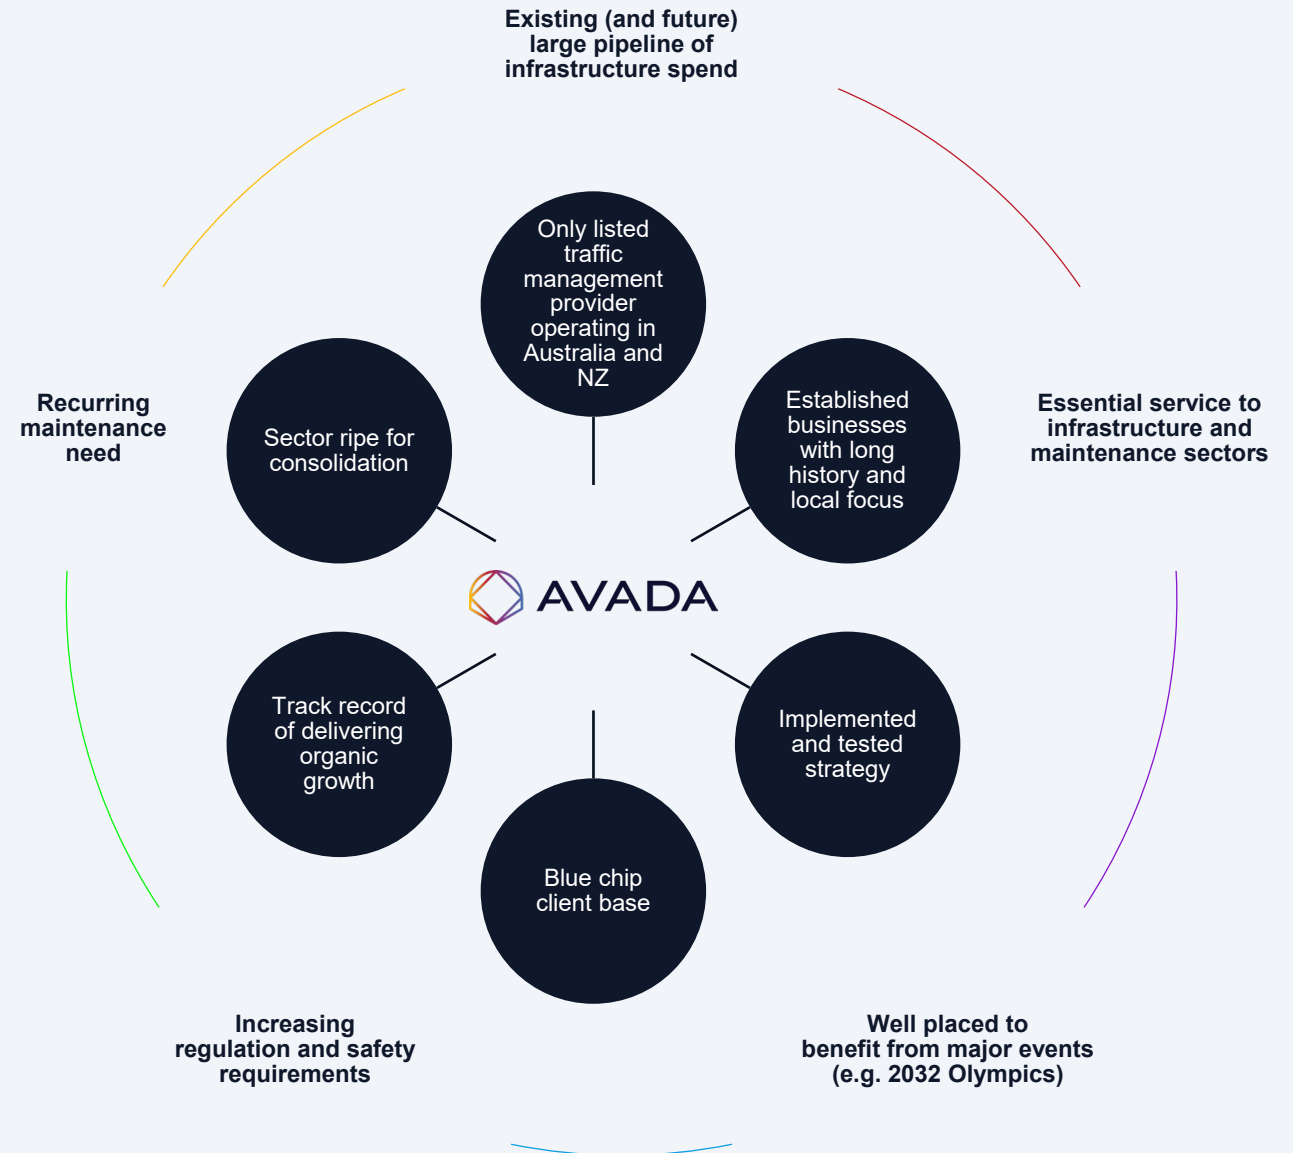 Existing (and future)
large pipeline of
infrastructure spend
Only listed
traffic
management
provider
operating in
Australia and
NZ
Established
businesses
with long
history and
local focus
Essential service to
infrastructure and
maintenance sectors
Recurring
maintenance
need
Sector ripe for
consolidation
AVADA
Track record
of delivering
organic
growth
Implemented
and tested
strategy
Blue chip
client base
Increasing
regulation and safety
requirements
Well placed to
benefit from major events
(e.g. 2032 Olympics)